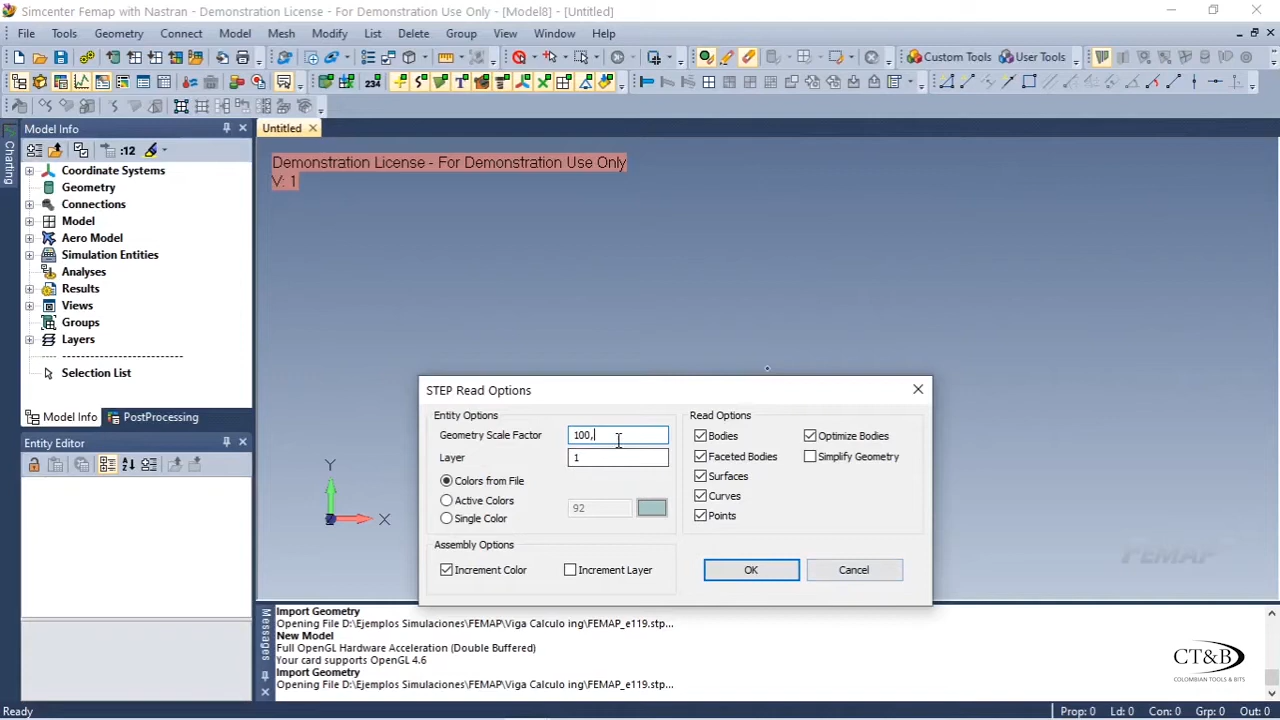 Simcenter Femap with Nastran - Demonstration License - For Demonstration Use Only - [Model8] - [Untitled]
File Tools Geometry Connect Model Mesh Modify List Delete Group View Window Help
Custom Tools User Tools
234
Model Info
Untitled
:12
Charting
Coordinate Systems
Geometry
Connections
Model
Aero Model
Simulation Entities
Analyses
Results
Views
Groups
Layers
Selection List
Model Info PostProcessing
Entity Editor
Demonstration License - For Demonstration Use Only
V: 1
Y
X
STEP Read Options
Entity Options
Geometry Scale Factor 100,
Layer 1
Colors from File
Active Colors 92
Single Color
Assembly Options
Increment Color Increment Layer
Read Options
Bodies Optimize Bodies
Faceted Bodies Simplify Geometry
Surfaces
Curves
Points
OK Cancel
FEMAP
Messages
Import Geometry
Opening File D:\Ejemplos Simulaciones\FEMAP\Viga Calculo ing\FEMAP_e119.stp...
New Model
Full OpenGL Hardware Acceleration (Double Buffered)
Your card supports OpenGL 4.6
Import Geometry
Opening File D:\Ejemplos Simulaciones\FEMAP\Viga Calculo ing\FEMAP_e119.stp...
CT&B
COLOMBIAN TOOLS & BITS
Ready Prop: 0 Ld: 0 Con: 0 Grp: 0 Out: 0